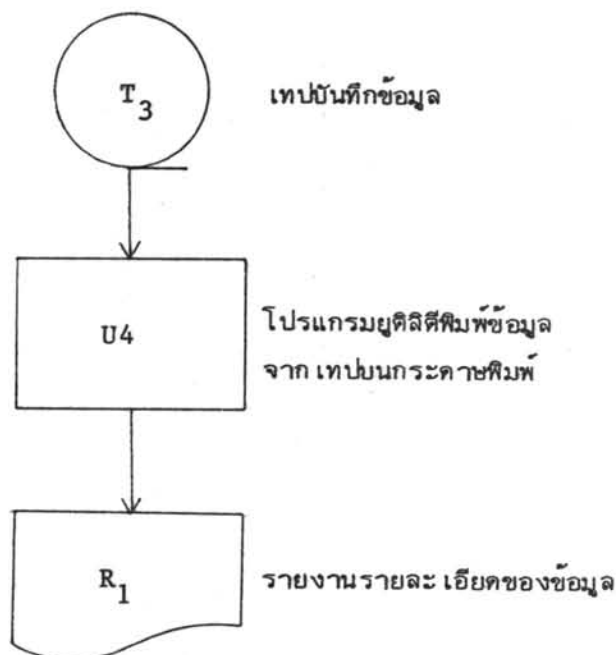 T3
เทปบันทึกข้อมูล
U4
โปรแกรมยูติลิตีพิมพ์ข้อมูล
จาก เทปบนกระดาษพิมพ์
R1
รายงานรายละ เอียดของข้อมูล